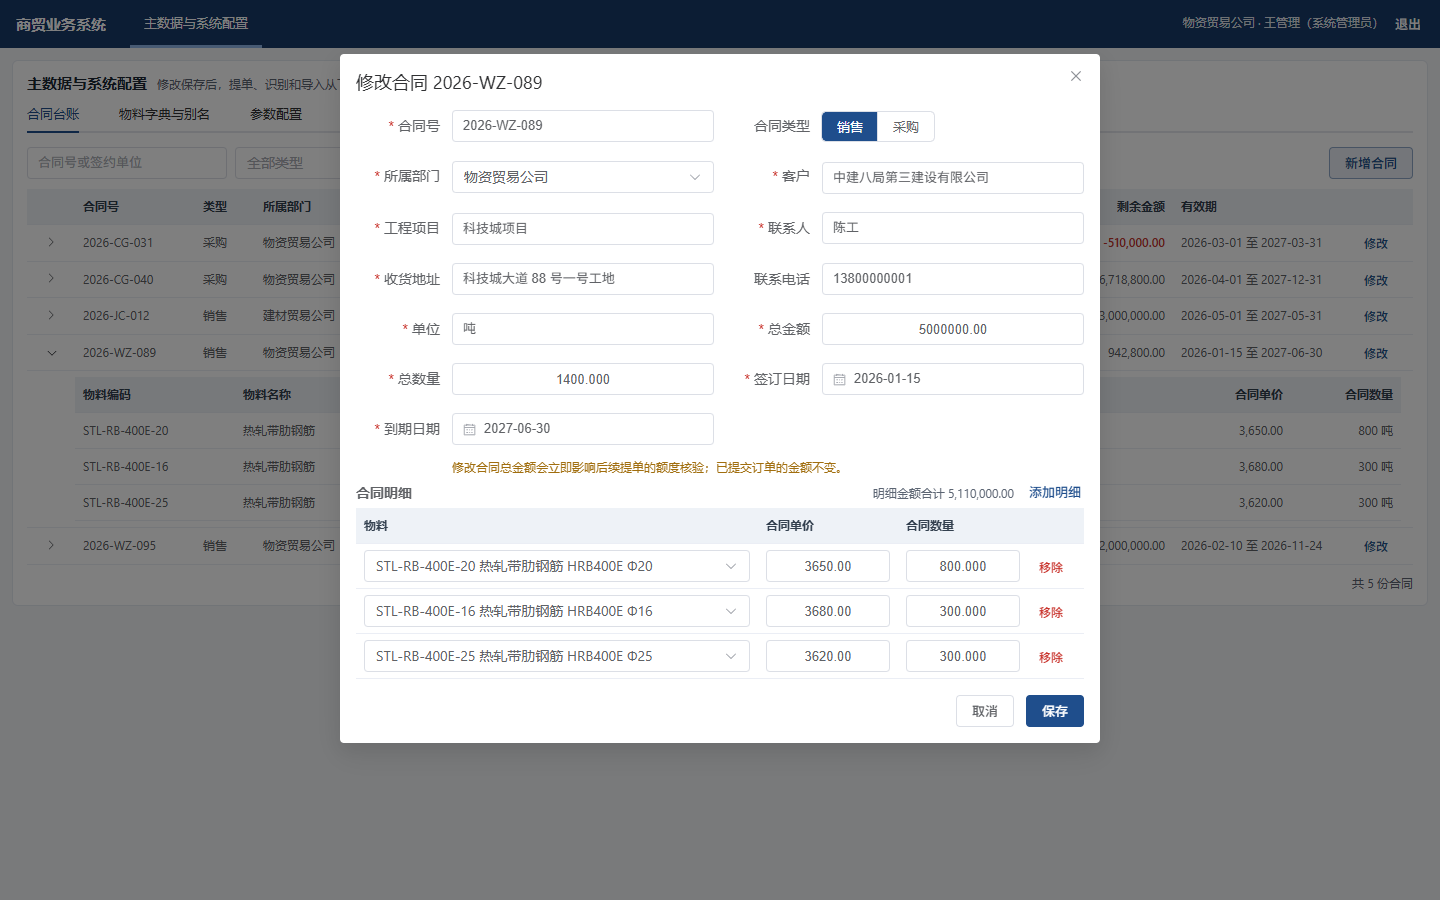 商贸业务系统 主数据与系统配置 物资贸易公司 · 王管理（系统管理员） 退出
主数据与系统配置 修改保存后，提单、识别和导入从
合同台账 物料字典与别名 参数配置
合同号或签约单位 全部类型 新增合同
合同号 类型 所属部门 剩余金额 有效期
2026-CG-031 采购 物资贸易公司 -510,000.00 2026-03-01 至 2027-03-31 修改
2026-CG-040 采购 物资贸易公司 6,718,800.00 2026-04-01 至 2027-12-31 修改
2026-JC-012 销售 建材贸易公司 3,000,000.00 2026-05-01 至 2027-05-31 修改
2026-WZ-089 销售 物资贸易公司 942,800.00 2026-01-15 至 2027-06-30 修改
物料编码 物料名称 合同单价 合同数量
STL-RB-400E-20 热轧带肋钢筋 3,650.00 800 吨
STL-RB-400E-16 热轧带肋钢筋 3,680.00 300 吨
STL-RB-400E-25 热轧带肋钢筋 3,620.00 300 吨
2026-WZ-095 销售 物资贸易公司 2,000,000.00 2026-02-10 至 2026-11-24 修改
共 5 份合同
修改合同 2026-WZ-089
* 合同号 2026-WZ-089 合同类型 销售 采购
* 所属部门 物资贸易公司 * 客户 中建八局第三建设有限公司
* 工程项目 科技城项目 * 联系人 陈工
* 收货地址 科技城大道 88 号一号工地 联系电话 13800000001
* 单位 吨 * 总金额 5000000.00
* 总数量 1400.000 * 签订日期 2026-01-15
* 到期日期 2027-06-30
修改合同总金额会立即影响后续提单的额度核验；已提交订单的金额不变。
合同明细 明细金额合计 5,110,000.00 添加明细
物料 合同单价 合同数量
STL-RB-400E-20 热轧带肋钢筋 HRB400E Φ20 3650.00 800.000 移除
STL-RB-400E-16 热轧带肋钢筋 HRB400E Φ16 3680.00 300.000 移除
STL-RB-400E-25 热轧带肋钢筋 HRB400E Φ25 3620.00 300.000 移除
取消 保存